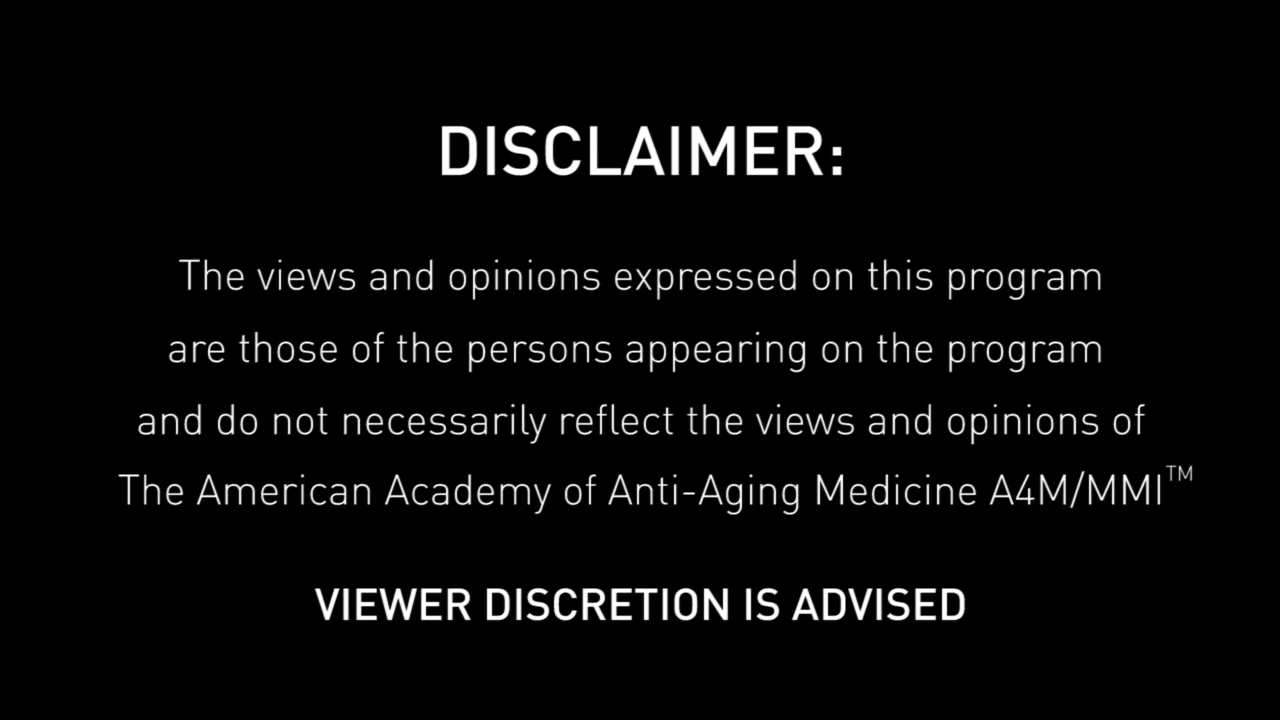 DISCLAIMER:
The views and opinions expressed on this program
are those of the persons appearing on the program
and do not necessarily reflect the views and opinions of
The American Academy of Anti-Aging Medicine A4M/MMI™
VIEWER DISCRETION IS ADVISED